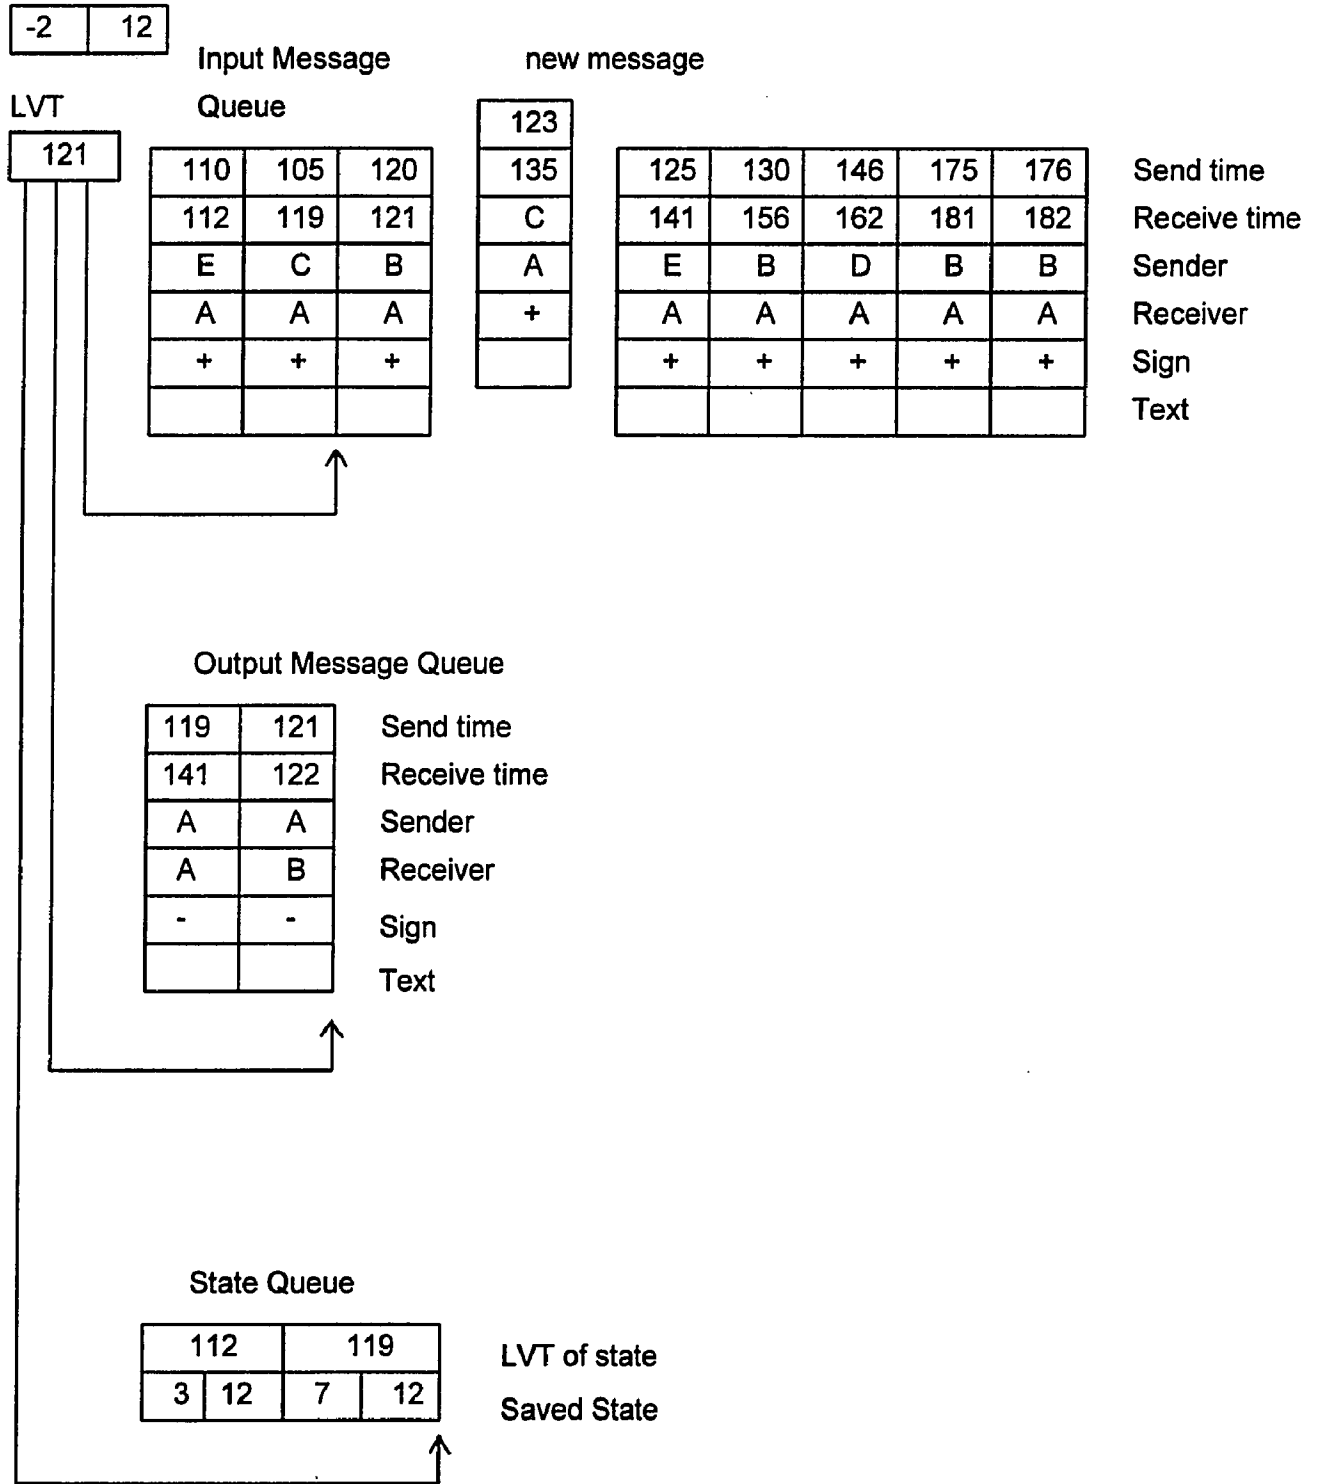 -2 12
Input Message new message
LVT Queue
123
121 110 105 120 135 125 130 146 175 176 Send time
112 119 121 C 141 156 162 181 182 Receive time
E C B A E B D B B Sender
A A A + A A A A A Receiver
+ + + + + + + + Sign
Text
Output Message Queue
119 121 Send time
141 122 Receive time
A A Sender
A B Receiver
- - Sign
Text
State Queue
112 119 LVT of state
3 12 7 12 Saved State